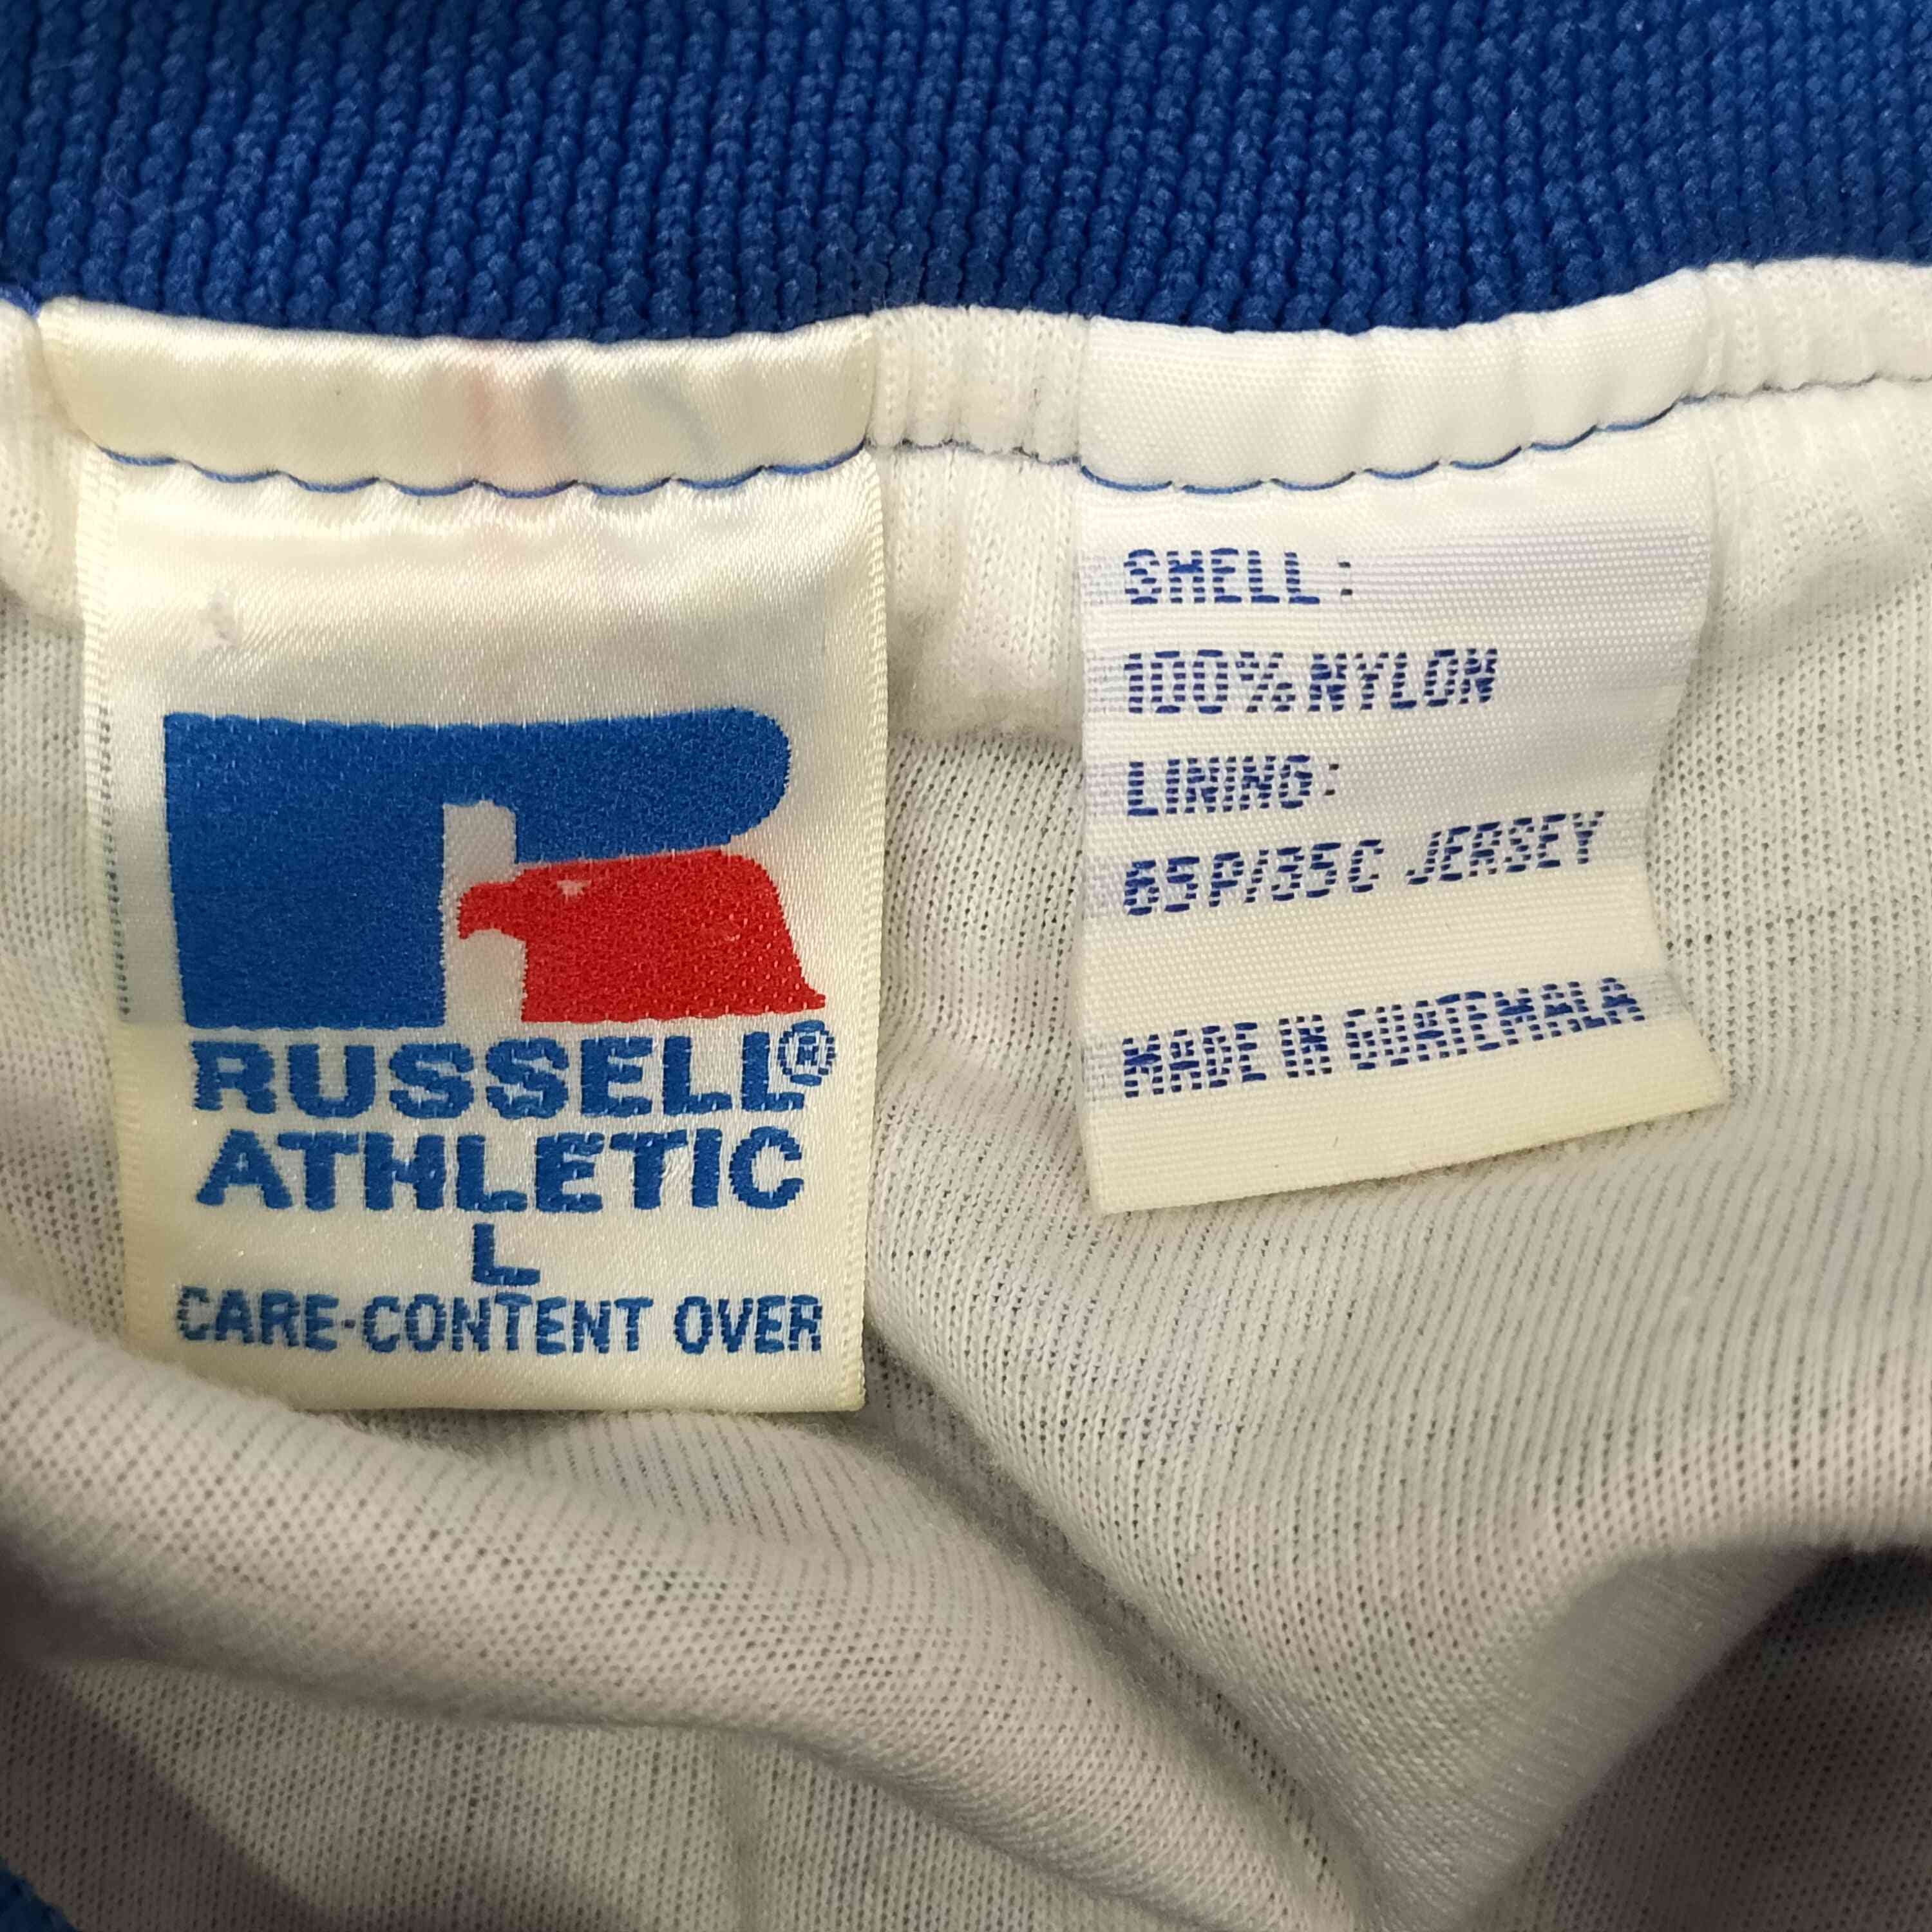 RUSSELL®
ATHLETIC
L
CARE-CONTENT OVER
SHELL:
100% NYLON
LINING:
65P/35C JERSEY
MADE IN GUATEMALA